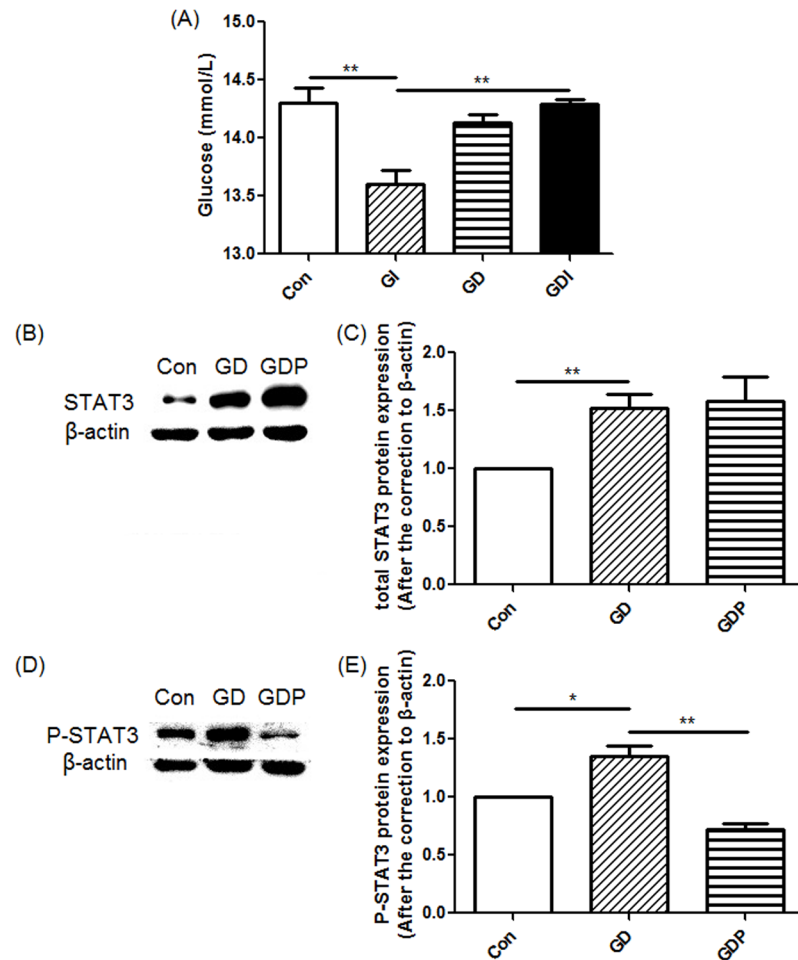 (A)
Glucose (mmol/L)
15.0
14.5
14.0
13.5
13.0
** **
Con GI GD GDI
(B)
Con GD GDP
STAT3
β-actin
(C)
total STAT3 protein expression
(After the correction to β-actin)
2.0
1.5
1.0
0.5
0.0
**
Con GD GDP
(D)
Con GD GDP
P-STAT3
β-actin
(E)
P-STAT3 protein expression
(After the correction to β-actin)
2.0
1.5
1.0
0.5
0.0
* **
Con GD GDP